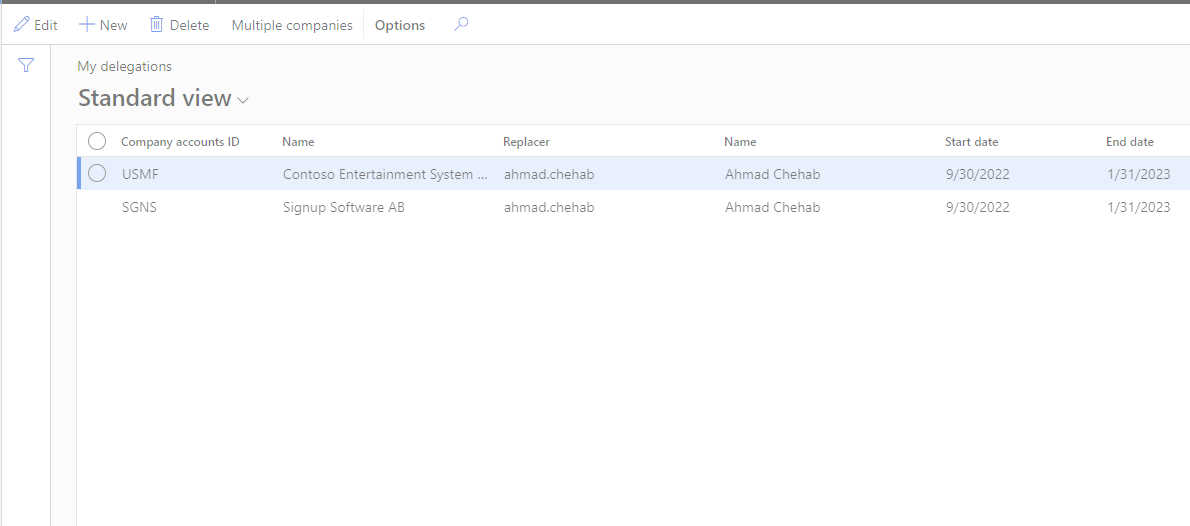 Edit New Delete Multiple companies Options
My delegations
Standard view
Company accounts ID Name Replacer Name Start date End date
USMF Contoso Entertainment System ... ahmad.chehab Ahmad Chehab 9/30/2022 1/31/2023
SGNS Signup Software AB ahmad.chehab Ahmad Chehab 9/30/2022 1/31/2023